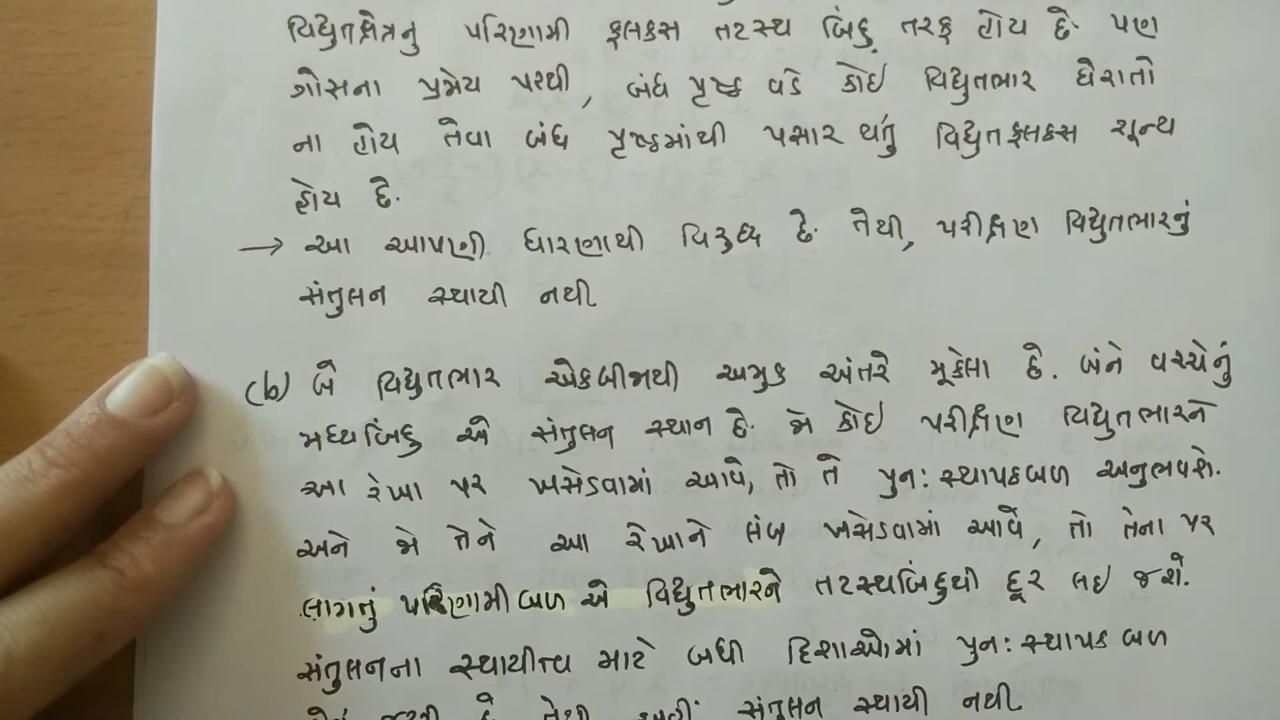 વિદ્યુતક્ષેત્રનું પરિણામી ફ્લક્સ તટસ્થ બિંદુ તરફ હોય છે. પણ
ગૌસના પ્રમેય પરથી, બંધ પૃષ્ઠ વડે કોઇ વિદ્યુતભાર ઘેરાતો
ના હોય તેવા બંધ પૃષ્ઠમાંથી પસાર થતું વિદ્યુતફ્લક્સ શૂન્ય
હોય છે.
→ આ આપણી ધારણાથી વિરુદ્ધ છે. તેથી, પરીક્ષણ વિદ્યુતભારનું
સંતુલન સ્થાયી નથી
(b) બે વિદ્યુતભાર એકબીજાથી અમુક અંતરે મૂકેલા છે. બંને વચ્ચેનું
મધ્યબિંદુ એ સંતુલન સ્થાન છે. જો કોઇ પરીક્ષણ વિદ્યુતભારને
આ રેખા પર ખસેડવામાં આવે, તો તે પુનઃસ્થાપકબળ અનુભવશે.
અને જો તેને આ રેખાને લંબ ખસેડવામાં આવે, તો તેના પર
લાગતું પરિણામી બળ એ વિદ્યુતભારને તટસ્થબિંદુથી દૂર લઇ જશે.
સંતુલનના સ્થાયીત્વ માટે બધી દિશાઓમાં પુનઃસ્થાપક બળ
છે તેથી સંતુલન સ્થાયી નથી